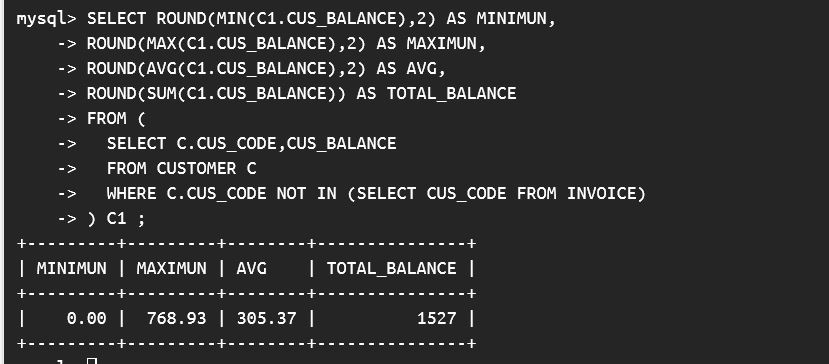 mysql> SELECT ROUND(MIN(C1.CUS_BALANCE),2) AS MINIMUN,
    -> ROUND(MAX(C1.CUS_BALANCE),2) AS MAXIMUN,
    -> ROUND(AVG(C1.CUS_BALANCE),2) AS AVG,
    -> ROUND(SUM(C1.CUS_BALANCE)) AS TOTAL_BALANCE
    -> FROM (
    ->   SELECT C.CUS_CODE,CUS_BALANCE
    ->   FROM CUSTOMER C
    ->   WHERE C.CUS_CODE NOT IN (SELECT CUS_CODE FROM INVOICE)
    -> ) C1 ;
+---------+---------+--------+---------------+
| MINIMUN | MAXIMUN | AVG    | TOTAL_BALANCE |
+---------+---------+--------+---------------+
|    0.00 |  768.93 | 305.37 |          1527 |
+---------+---------+--------+---------------+